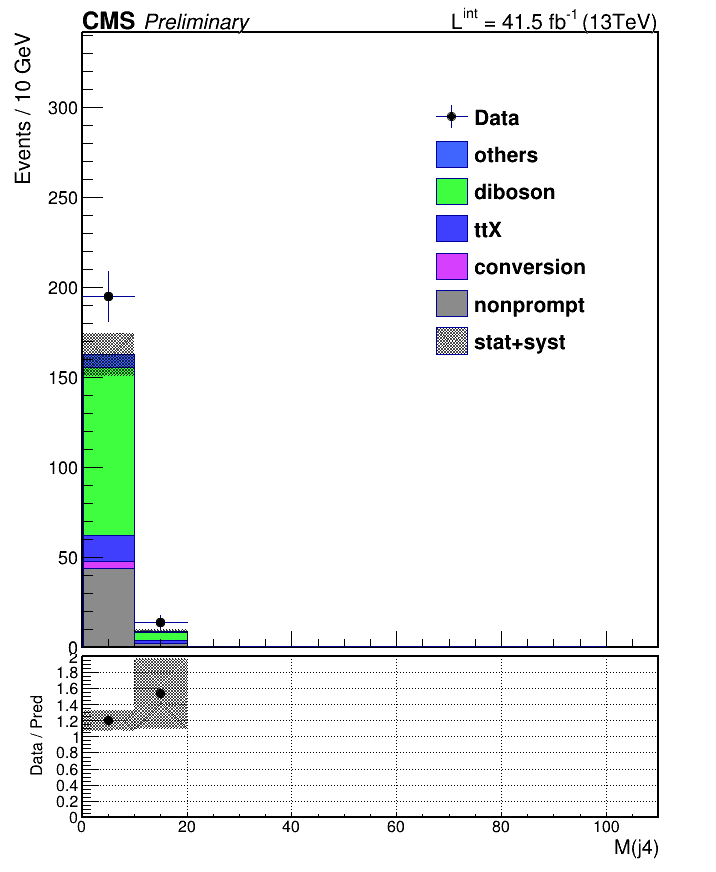 CMS Preliminary
L^int = 41.5 fb^-1 (13TeV)
Events / 10 GeV
300
250
200
150
100
50
0
Data
others
diboson
ttX
conversion
nonprompt
stat+syst
Data / Pred
2
1.8
1.6
1.4
1.2
1
0.8
0.6
0.4
0.2
0
0 20 40 60 80 100
M(j4)